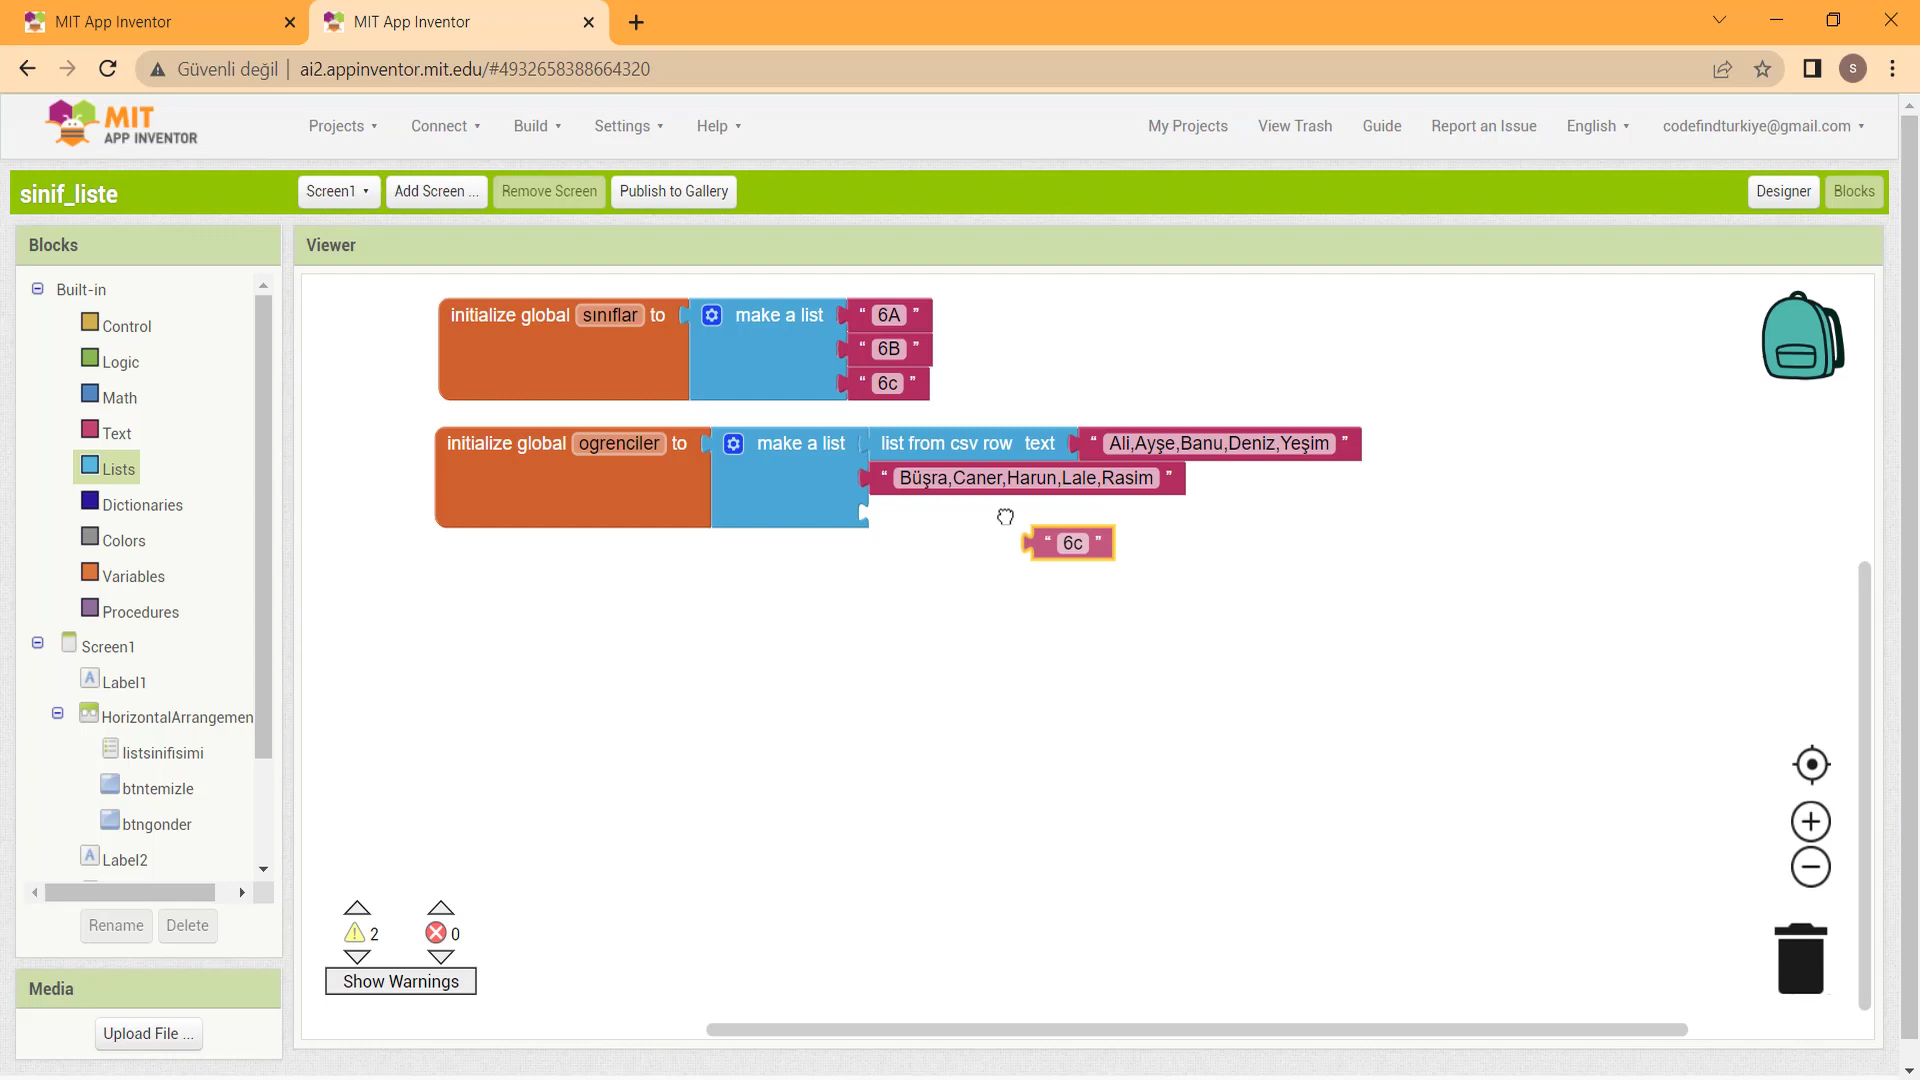 MIT App Inventor
MIT App Inventor
Güvenli değil
ai2.appinventor.mit.edu/#4932658388664320
S
MIT
APP INVENTOR
Projects
Connect
Build
Settings
Help
My Projects
View Trash
Guide
Report an Issue
English
codefindturkiye@gmail.com
sinif_liste
Screen1
Add Screen ...
Remove Screen
Publish to Gallery
Designer
Blocks
Blocks
Viewer
Built-in
Control
Logic
Math
Text
Lists
Dictionaries
Colors
Variables
Procedures
Screen1
Label1
HorizontalArrangemen
listsinifisimi
btntemizle
btngonder
Label2
Rename
Delete
Media
Upload File ...
initialize global sınıflar to make a list “ 6A ”
“ 6B ”
“ 6c ”
initialize global ogrenciler to make a list list from csv row text “ Ali,Ayşe,Banu,Deniz,Yeşim ”
“ Büşra,Caner,Harun,Lale,Rasim ”
“ 6c ”
2
0
Show Warnings